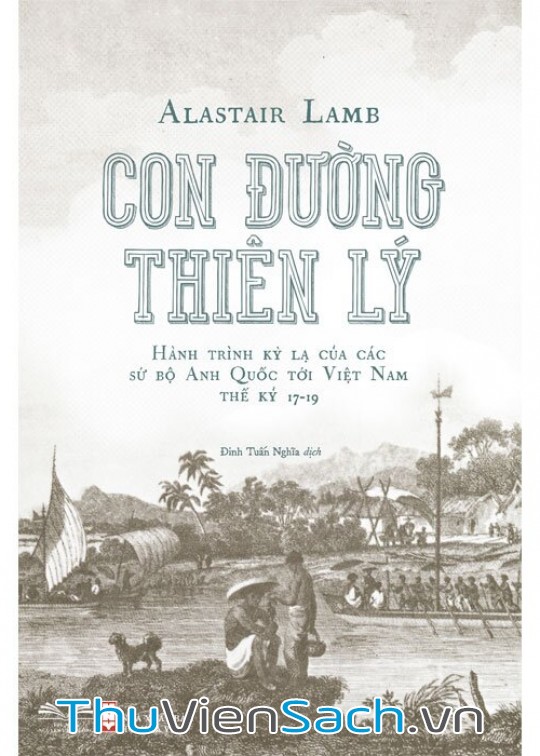 ALASTAIR LAMB
CON ĐƯỜNG
THIÊN LÝ
HÀNH TRÌNH KỲ LẠ CỦA CÁC
SỨ BỘ ANH QUỐC TỚI VIỆT NAM
THẾ KỶ 17-19
Đinh Tuấn Nghĩa dịch
ThuVienSach.vn